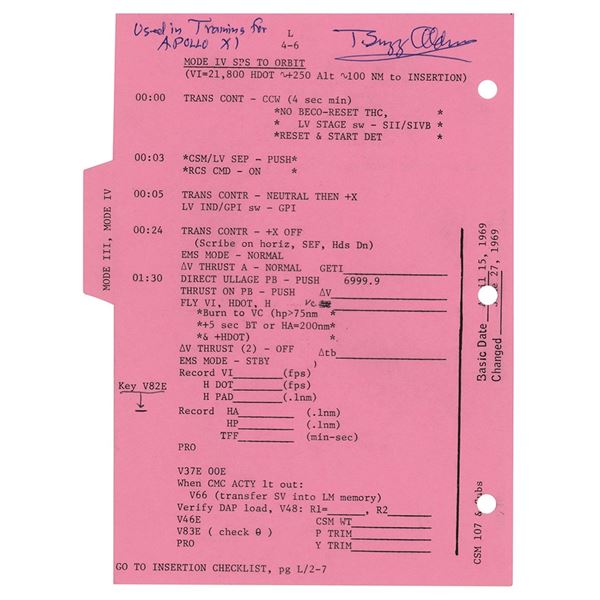 Used in Training for
APOLLO XI
T. Buzz Aldrin
L
4-6
MODE IV SPS TO ORBIT
(VI=21,800 HDOT ∿+250 Alt ∿100 NM to INSERTION)
00:00 TRANS CONT - CCW (4 sec min)
*NO BECO-RESET THC, *
* LV STAGE sw - SII/SIVB *
*RESET & START DET *
00:03 *CSM/LV SEP - PUSH*
*RCS CMD - ON *
00:05 TRANS CONTR - NEUTRAL THEN +X
LV IND/GPI sw - GPI
00:24 TRANS CONTR - +X OFF
(Scribe on horiz, SEF, Hds Dn)
EMS MODE - NORMAL
ΔV THRUST A - NORMAL GETI
01:30 DIRECT ULLAGE PB - PUSH 6999.9
THRUST ON PB - PUSH ΔV
FLY VI, HDOT, H Vc
*Burn to VC (hp>75nm *
*+5 sec BT or HA=200nm*
*& +HDOT) *
ΔV THRUST (2) - OFF Δtb
EMS MODE - STBY
Record VI (fps)
Key V82E
H DOT (fps)
H PAD (.1nm)
Record HA (.1nm)
HP (.1nm)
TFF (min-sec)
PRO
V37E 00E
When CMC ACTY lt out:
V66 (transfer SV into LM memory)
Verify DAP load, V48: R1= , R2
V46E CSM WT
V83E ( check θ ) P TRIM
PRO Y TRIM
GO TO INSERTION CHECKLIST, pg L/2-7
MODE III, MODE IV
Basic Date 15, 1969
Changed 27, 1969
CSM 107 &